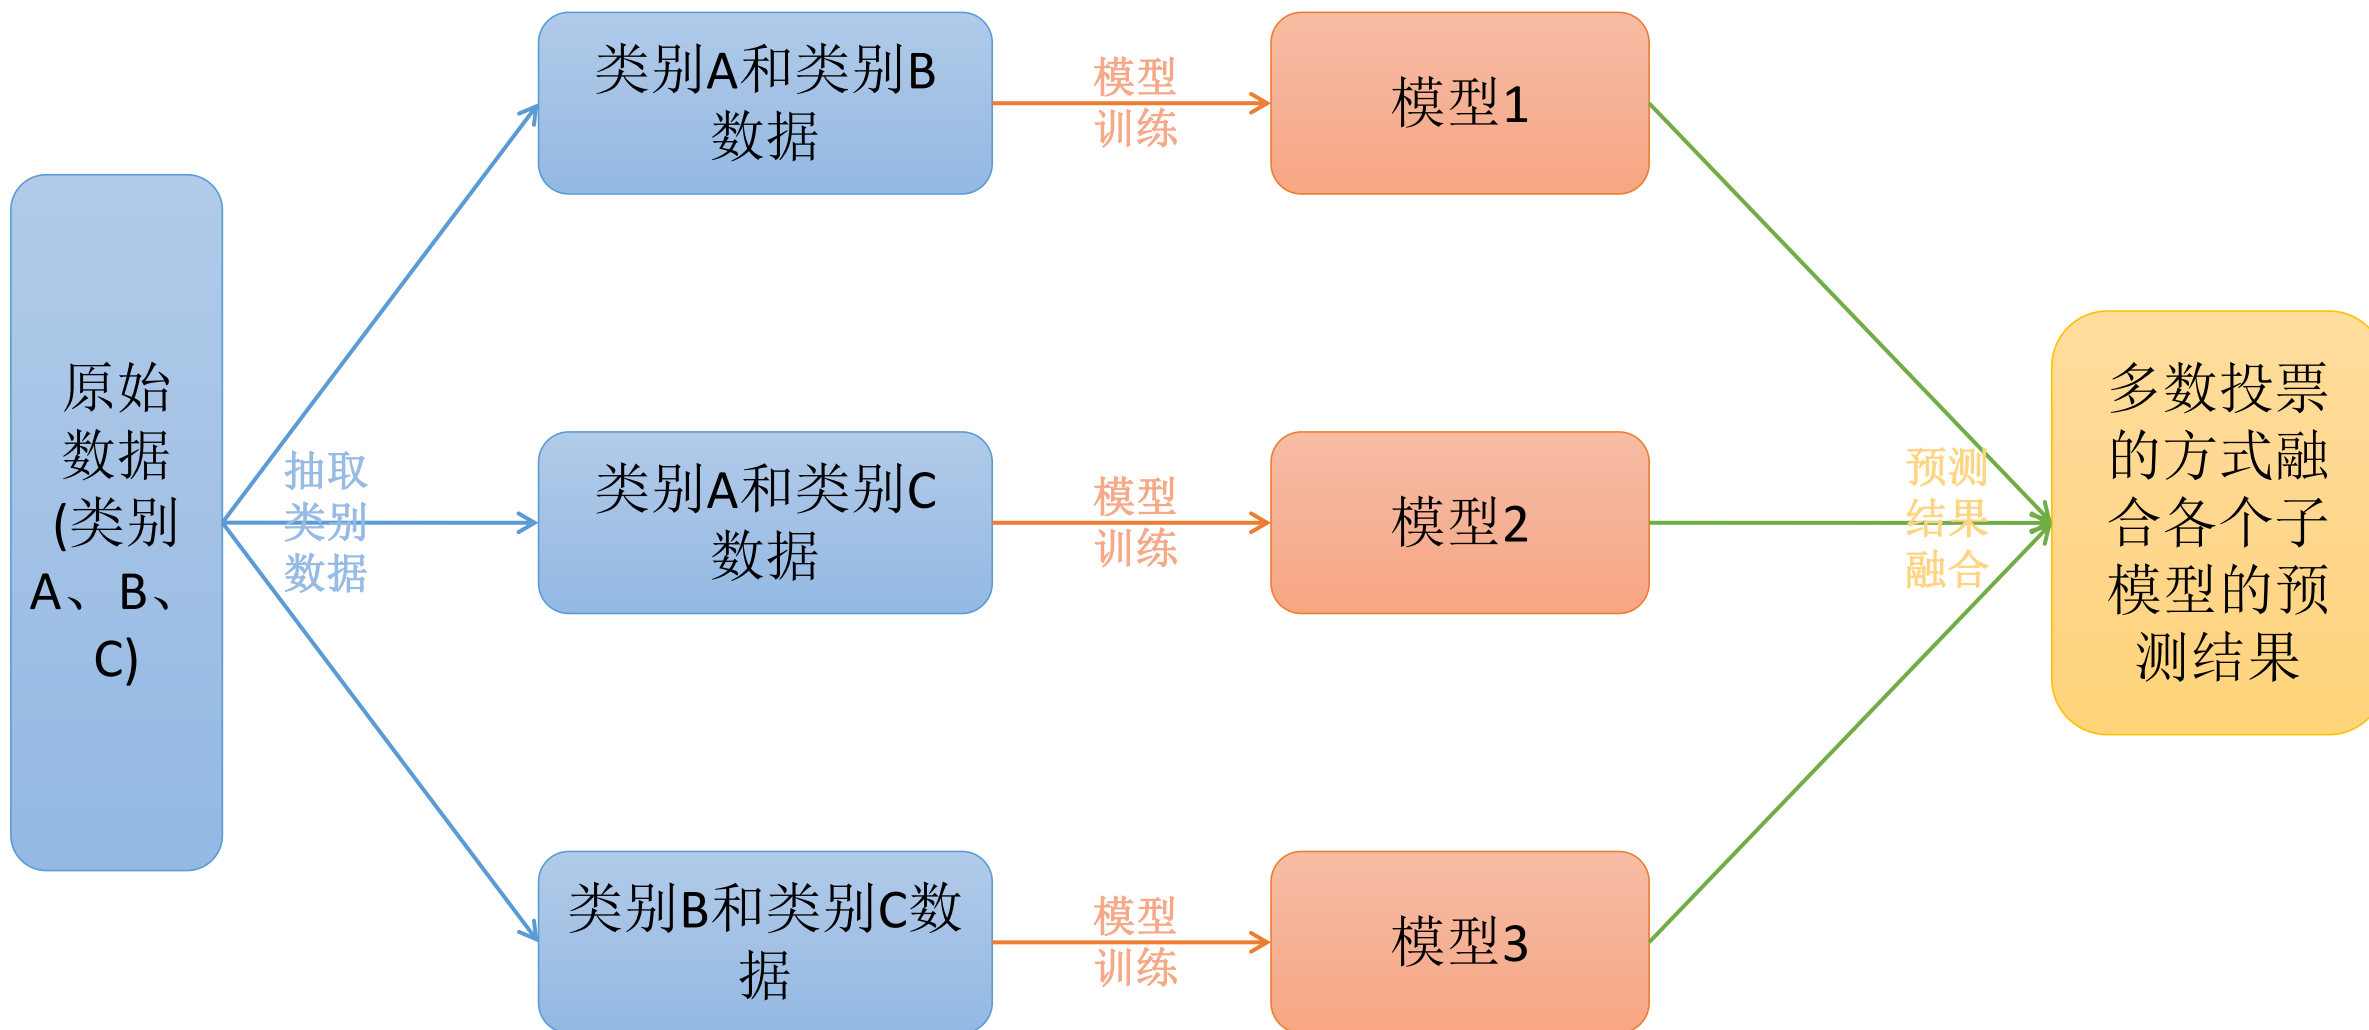 原始
数据
(类别
A、B、
C)
抽取
类别
数据
类别A和类别B
数据
模型
训练
模型1
类别A和类别C
数据
模型
训练
模型2
类别B和类别C数
据
模型
训练
模型3
预测
结果
融合
多数投票
的方式融
合各个子
模型的预
测结果